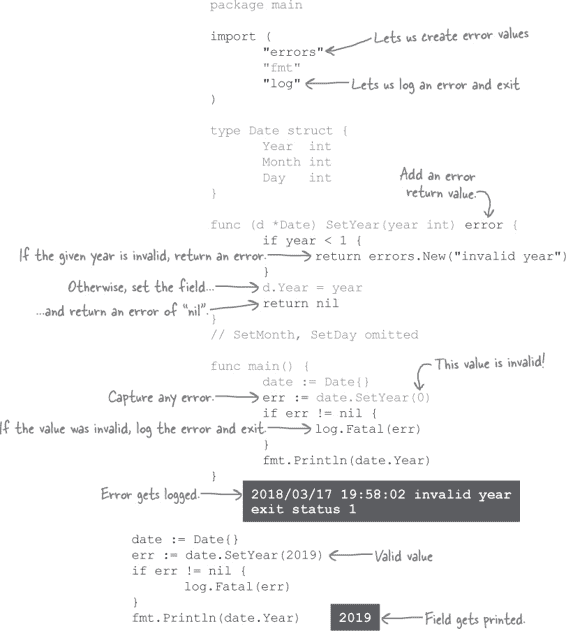 package main
import (
"errors" Lets us create error values
"fmt"
"log" Lets us log an error and exit
)
type Date struct {
Year int
Month int
Day int
}
Add an error
return value.
func (d *Date) SetYear(year int) error {
if year < 1 {
If the given year is invalid, return an error. return errors.New("invalid year")
}
Otherwise, set the field... d.Year = year
...and return an error of "nil". return nil
}
// SetMonth, SetDay omitted
func main() { This value is invalid!
date := Date{}
Capture any error. err := date.SetYear(0)
if err != nil {
If the value was invalid, log the error and exit. log.Fatal(err)
}
fmt.Println(date.Year)
}
Error gets logged. 2018/03/17 19:58:02 invalid year
exit status 1
date := Date{}
err := date.SetYear(2019) Valid value
if err != nil {
log.Fatal(err)
}
fmt.Println(date.Year) 2019 Field gets printed.